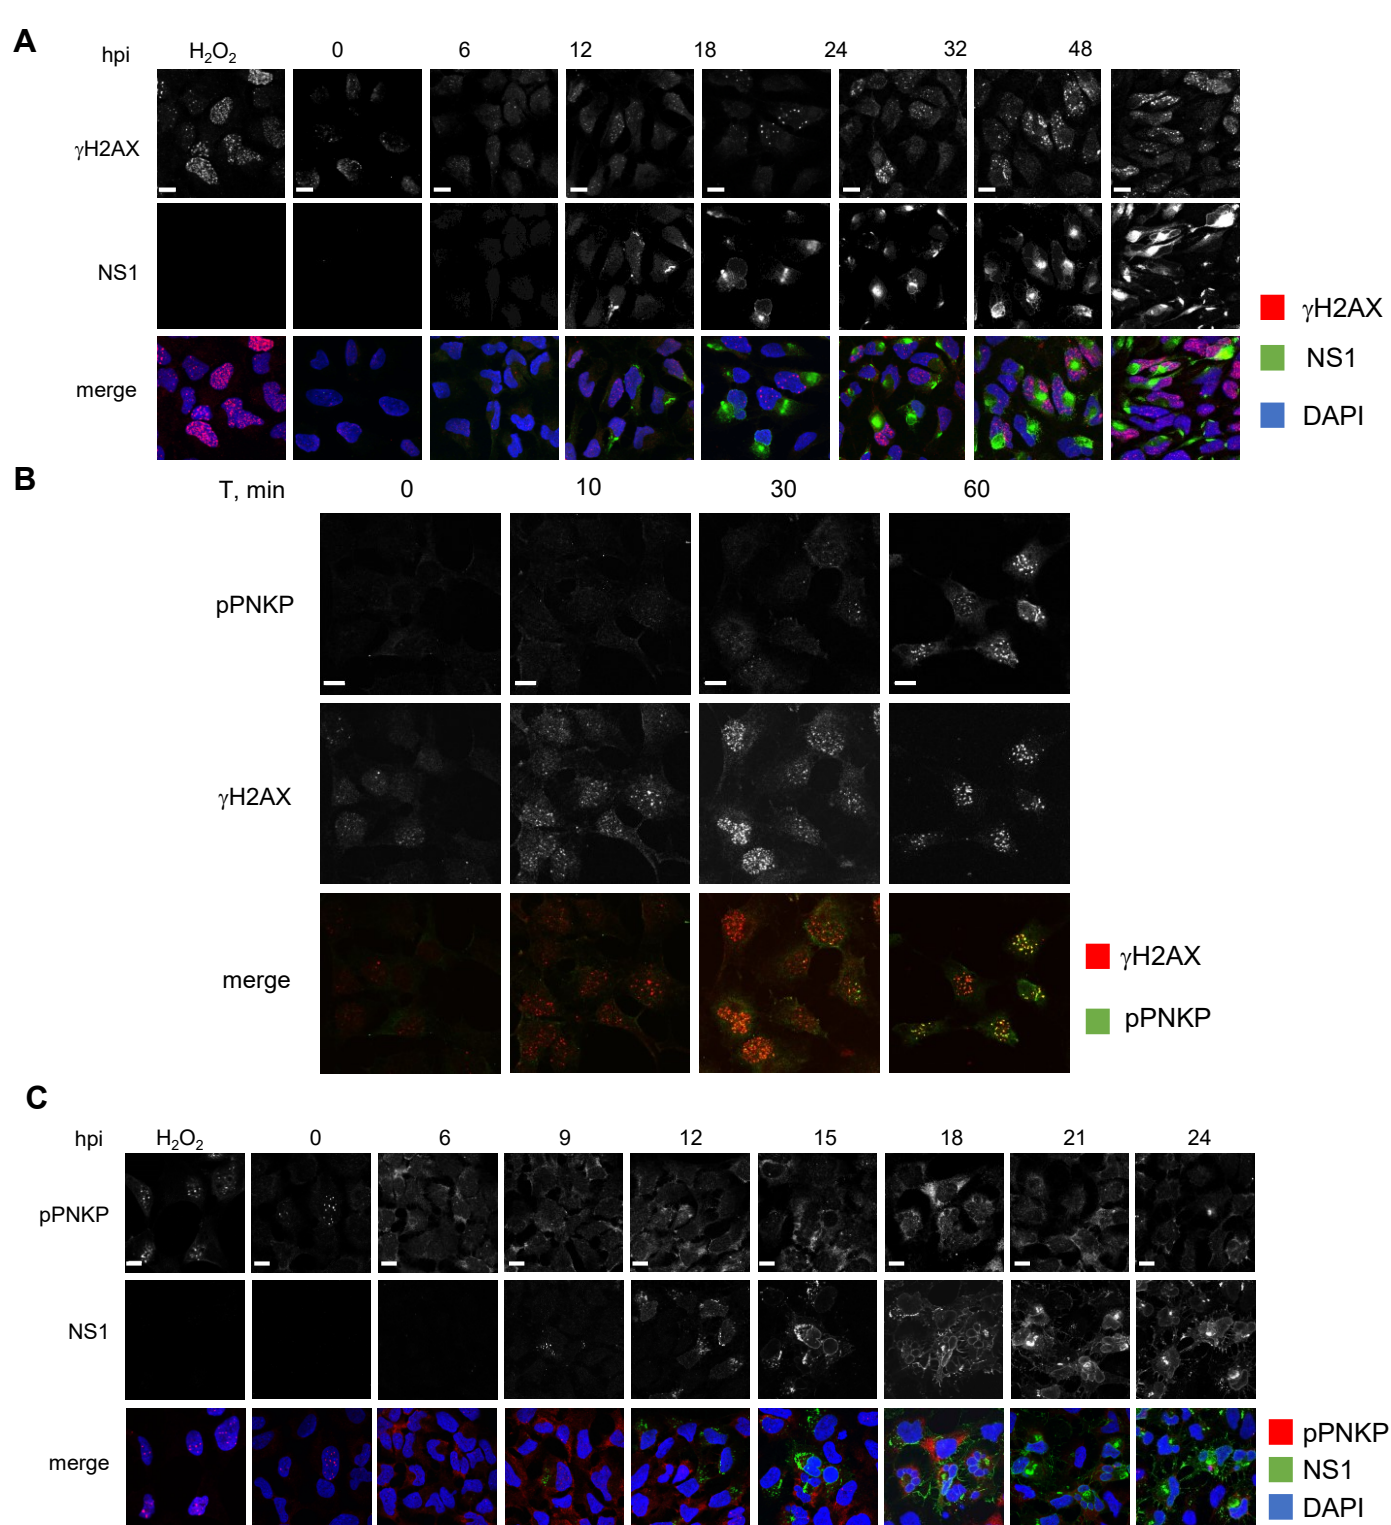 A
hpi H₂O₂ 0 6 12 18 24 32 48
γH2AX
NS1
merge
γH2AX
NS1
DAPI
B
T, min 0 10 30 60
pPNKP
γH2AX
merge
γH2AX
pPNKP
C
hpi H₂O₂ 0 6 9 12 15 18 21 24
pPNKP
NS1
merge
pPNKP
NS1
DAPI